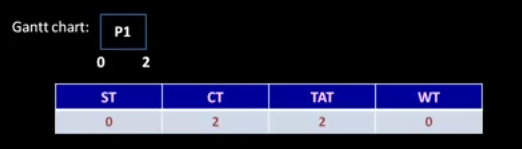 Gantt chart: P1
0 2
ST CT TAT WT
0 2 2 0